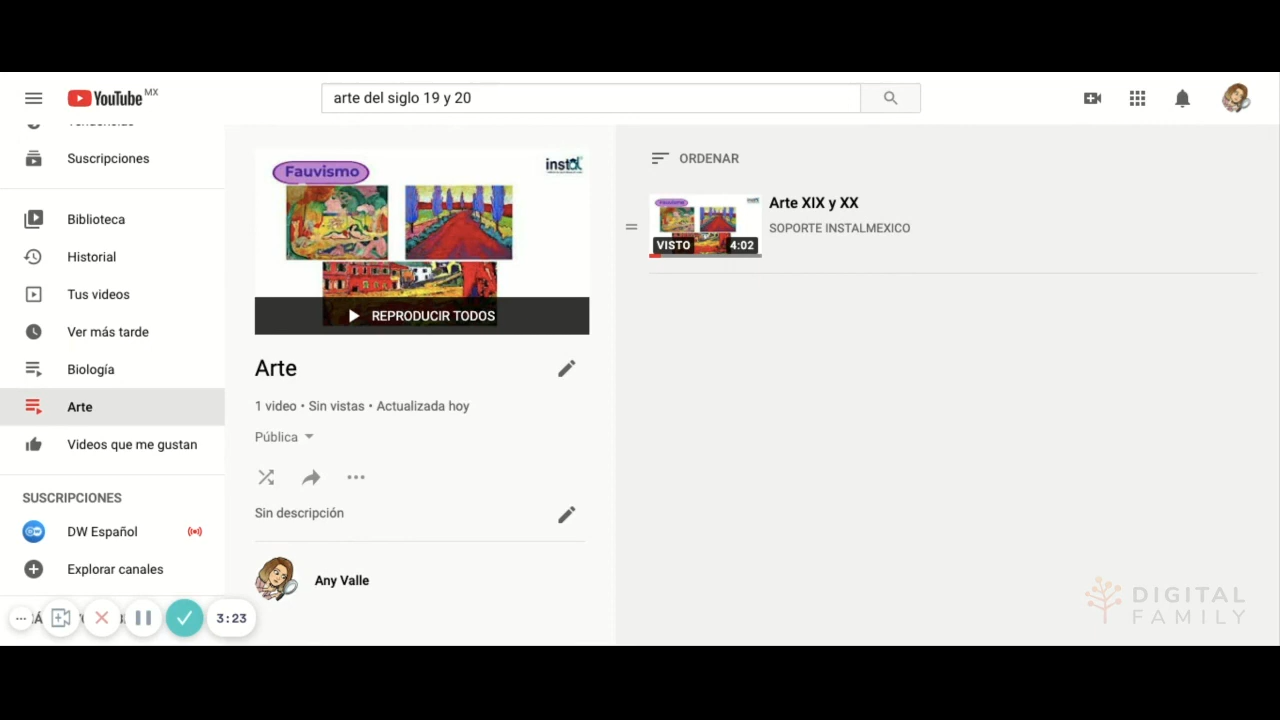 YouTube MX
arte del siglo 19 y 20
Tendencias
Suscripciones
Biblioteca
Historial
Tus videos
Ver más tarde
Biología
Arte
Videos que me gustan
SUSCRIPCIONES
DW Español
Explorar canales
3:23
Fauvismo
REPRODUCIR TODOS
Arte
1 video • Sin vistas • Actualizada hoy
Pública
Sin descripción
Any Valle
ORDENAR
Fauvismo
VISTO 4:02
Arte XIX y XX
SOPORTE INSTALMEXICO
DIGITAL
FAMILY